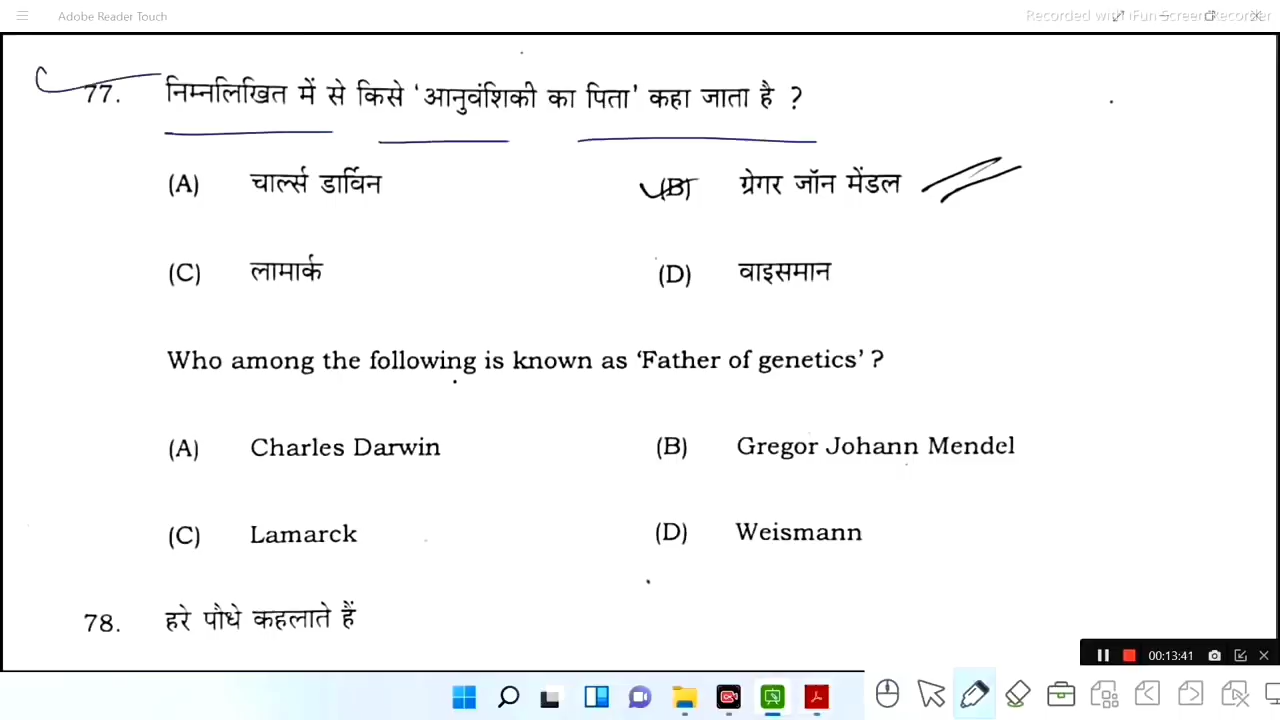 Adobe Reader Touch
Recorded with iFun Screen Recorder
77. निम्नलिखित में से किसे 'आनुवंशिकी का पिता' कहा जाता है ?
(A) चार्ल्स डार्विन (B) ग्रेगर जॉन मेंडल
(C) लामार्क (D) वाइसमान
Who among the following is known as 'Father of genetics' ?
(A) Charles Darwin (B) Gregor Johann Mendel
(C) Lamarck (D) Weismann
78. हरे पौधे कहलाते हैं
00:13:41